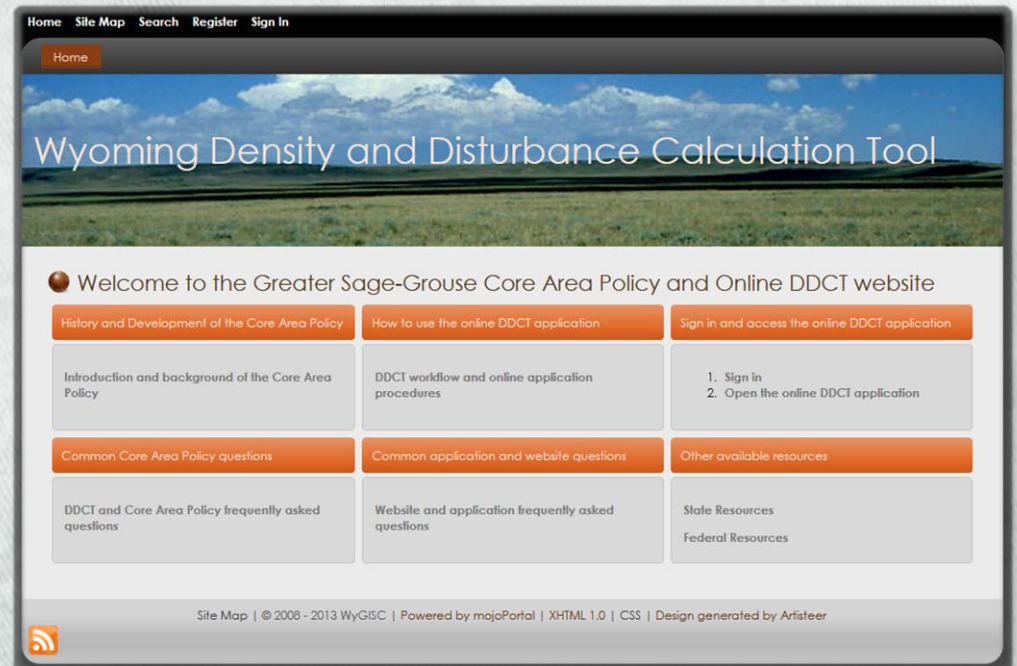 Home Site Map Search Register Sign In
Home
Wyoming Density and Disturbance Calculation Tool
Welcome to the Greater Sage-Grouse Core Area Policy and Online DDCT website
History and Development of the Core Area Policy
How to use the online DDCT application
Sign in and access the online DDCT application
Introduction and background of the Core Area
Policy
DDCT workflow and online application
procedures
1. Sign in
2. Open the online DDCT application
Common Core Area Policy questions
Common application and website questions
Other available resources
DDCT and Core Area Policy frequently asked
questions
Website and application frequently asked
questions
State Resources
Federal Resources
Site Map | © 2008 - 2013 WyGISC | Powered by mojoPortal | XHTML 1.0 | CSS | Design generated by Artisteer